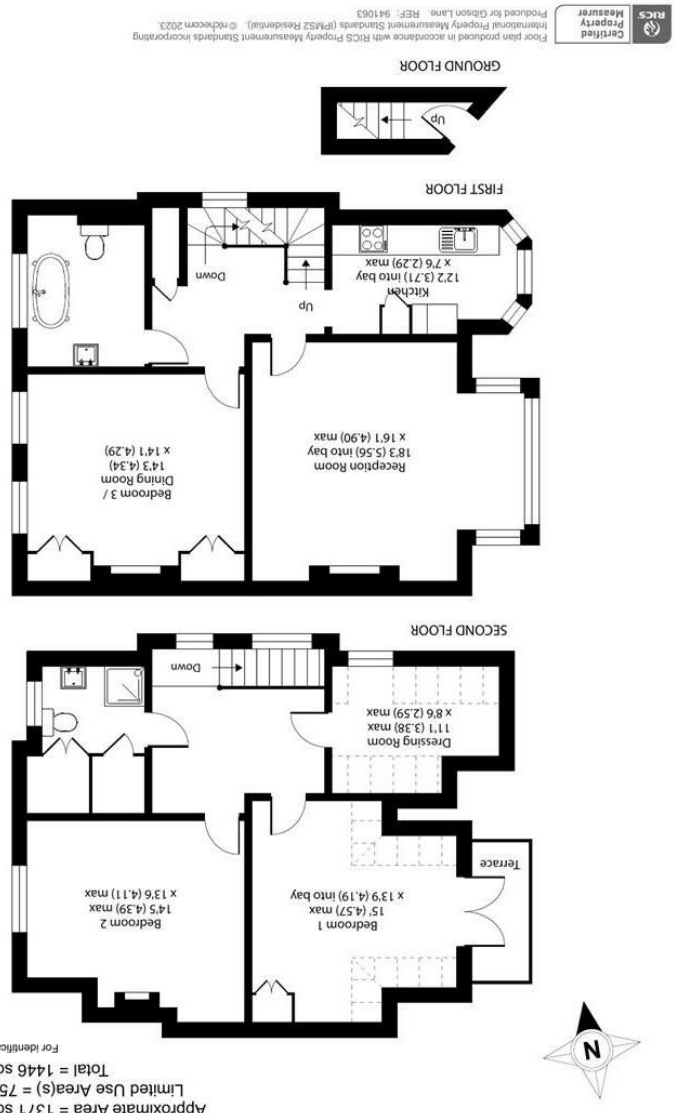 Approximate Area = 1371 sq
Limited Use Area(s) = 75
Total = 1446 sq
For identifica
N
Bedroom 2
14'5 (4.39) max
x 13'6 (4.11) max
Bedroom 1
15' (4.57) max
x 13'9 (4.19) into bay
Terrace
Dressing Room
11'1 (3.38) max
x 8'6 (2.59) max
Down
SECOND FLOOR
Bedroom 3 /
Dining Room
14'3 (4.34)
x 14'1 (4.29)
Reception Room
18'3 (5.56) into bay
x 16'1 (4.90) max
Up
Down
Kitchen
12'2 (3.71) into bay
x 7'6 (2.29) max
FIRST FLOOR
Up
GROUND FLOOR
RICS
Certified
Property
Measurer
Floor plan produced in accordance with RICS Property Measurement Standards incorporating
International Property Measurement Standards (IPMS2 Residential). © nichecom 2023.
Produced for Gibson Lane. REF: 941063